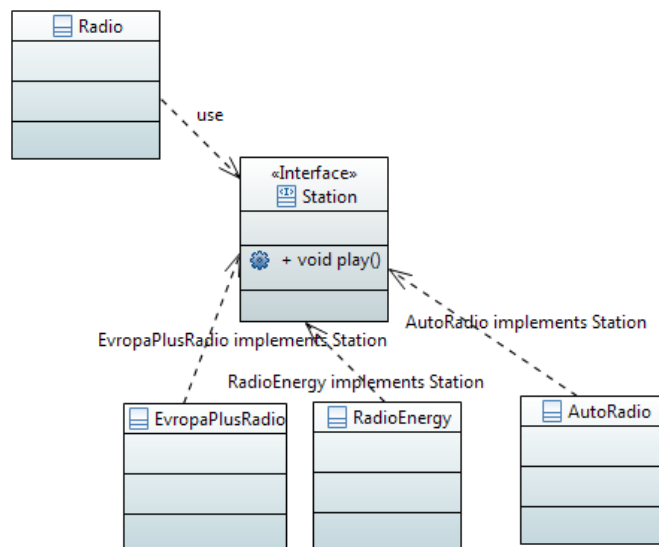 Radio
use
«Interface»
Station
+ void play()
AutoRadio implements Station
EvropaPlusRadio implements Station
RadioEnergy implements Station
EvropaPlusRadio
RadioEnergy
AutoRadio